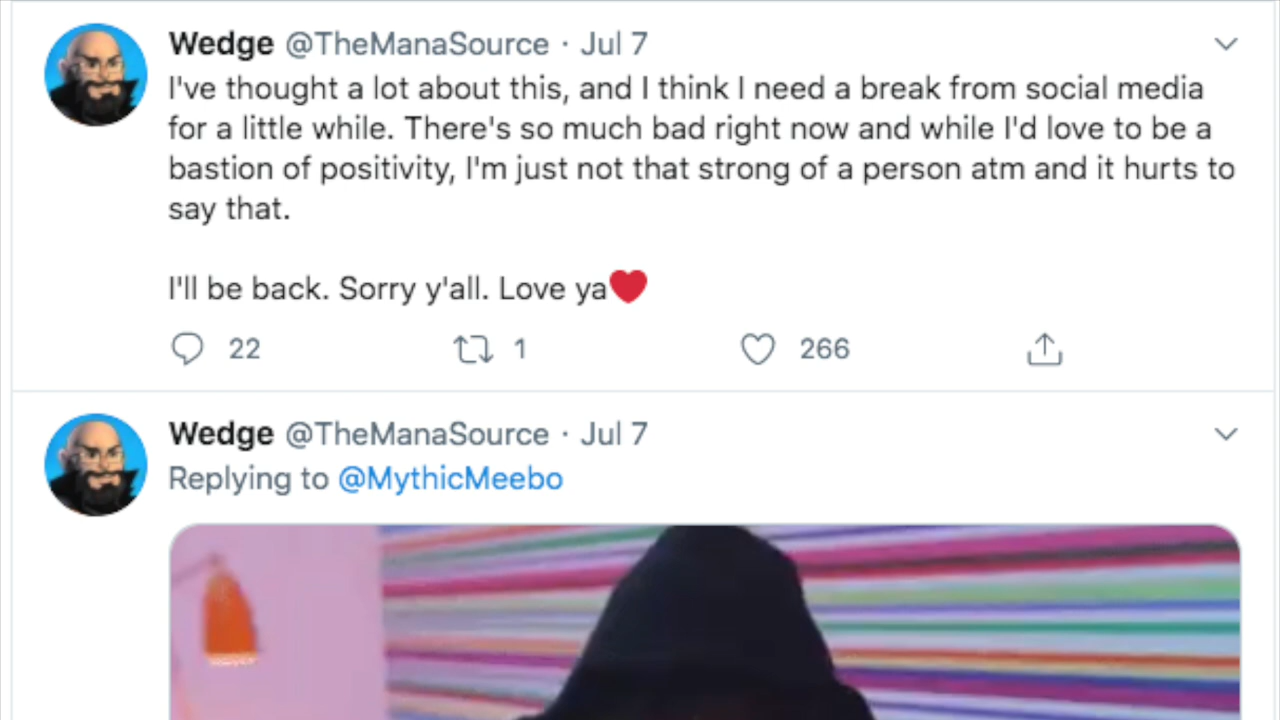 Wedge @TheManaSource · Jul 7
I've thought a lot about this, and I think I need a break from social media
for a little while. There's so much bad right now and while I'd love to be a
bastion of positivity, I'm just not that strong of a person atm and it hurts to
say that.
I'll be back. Sorry y'all. Love ya❤️
22 1 266
Wedge @TheManaSource · Jul 7
Replying to @MythicMeebo